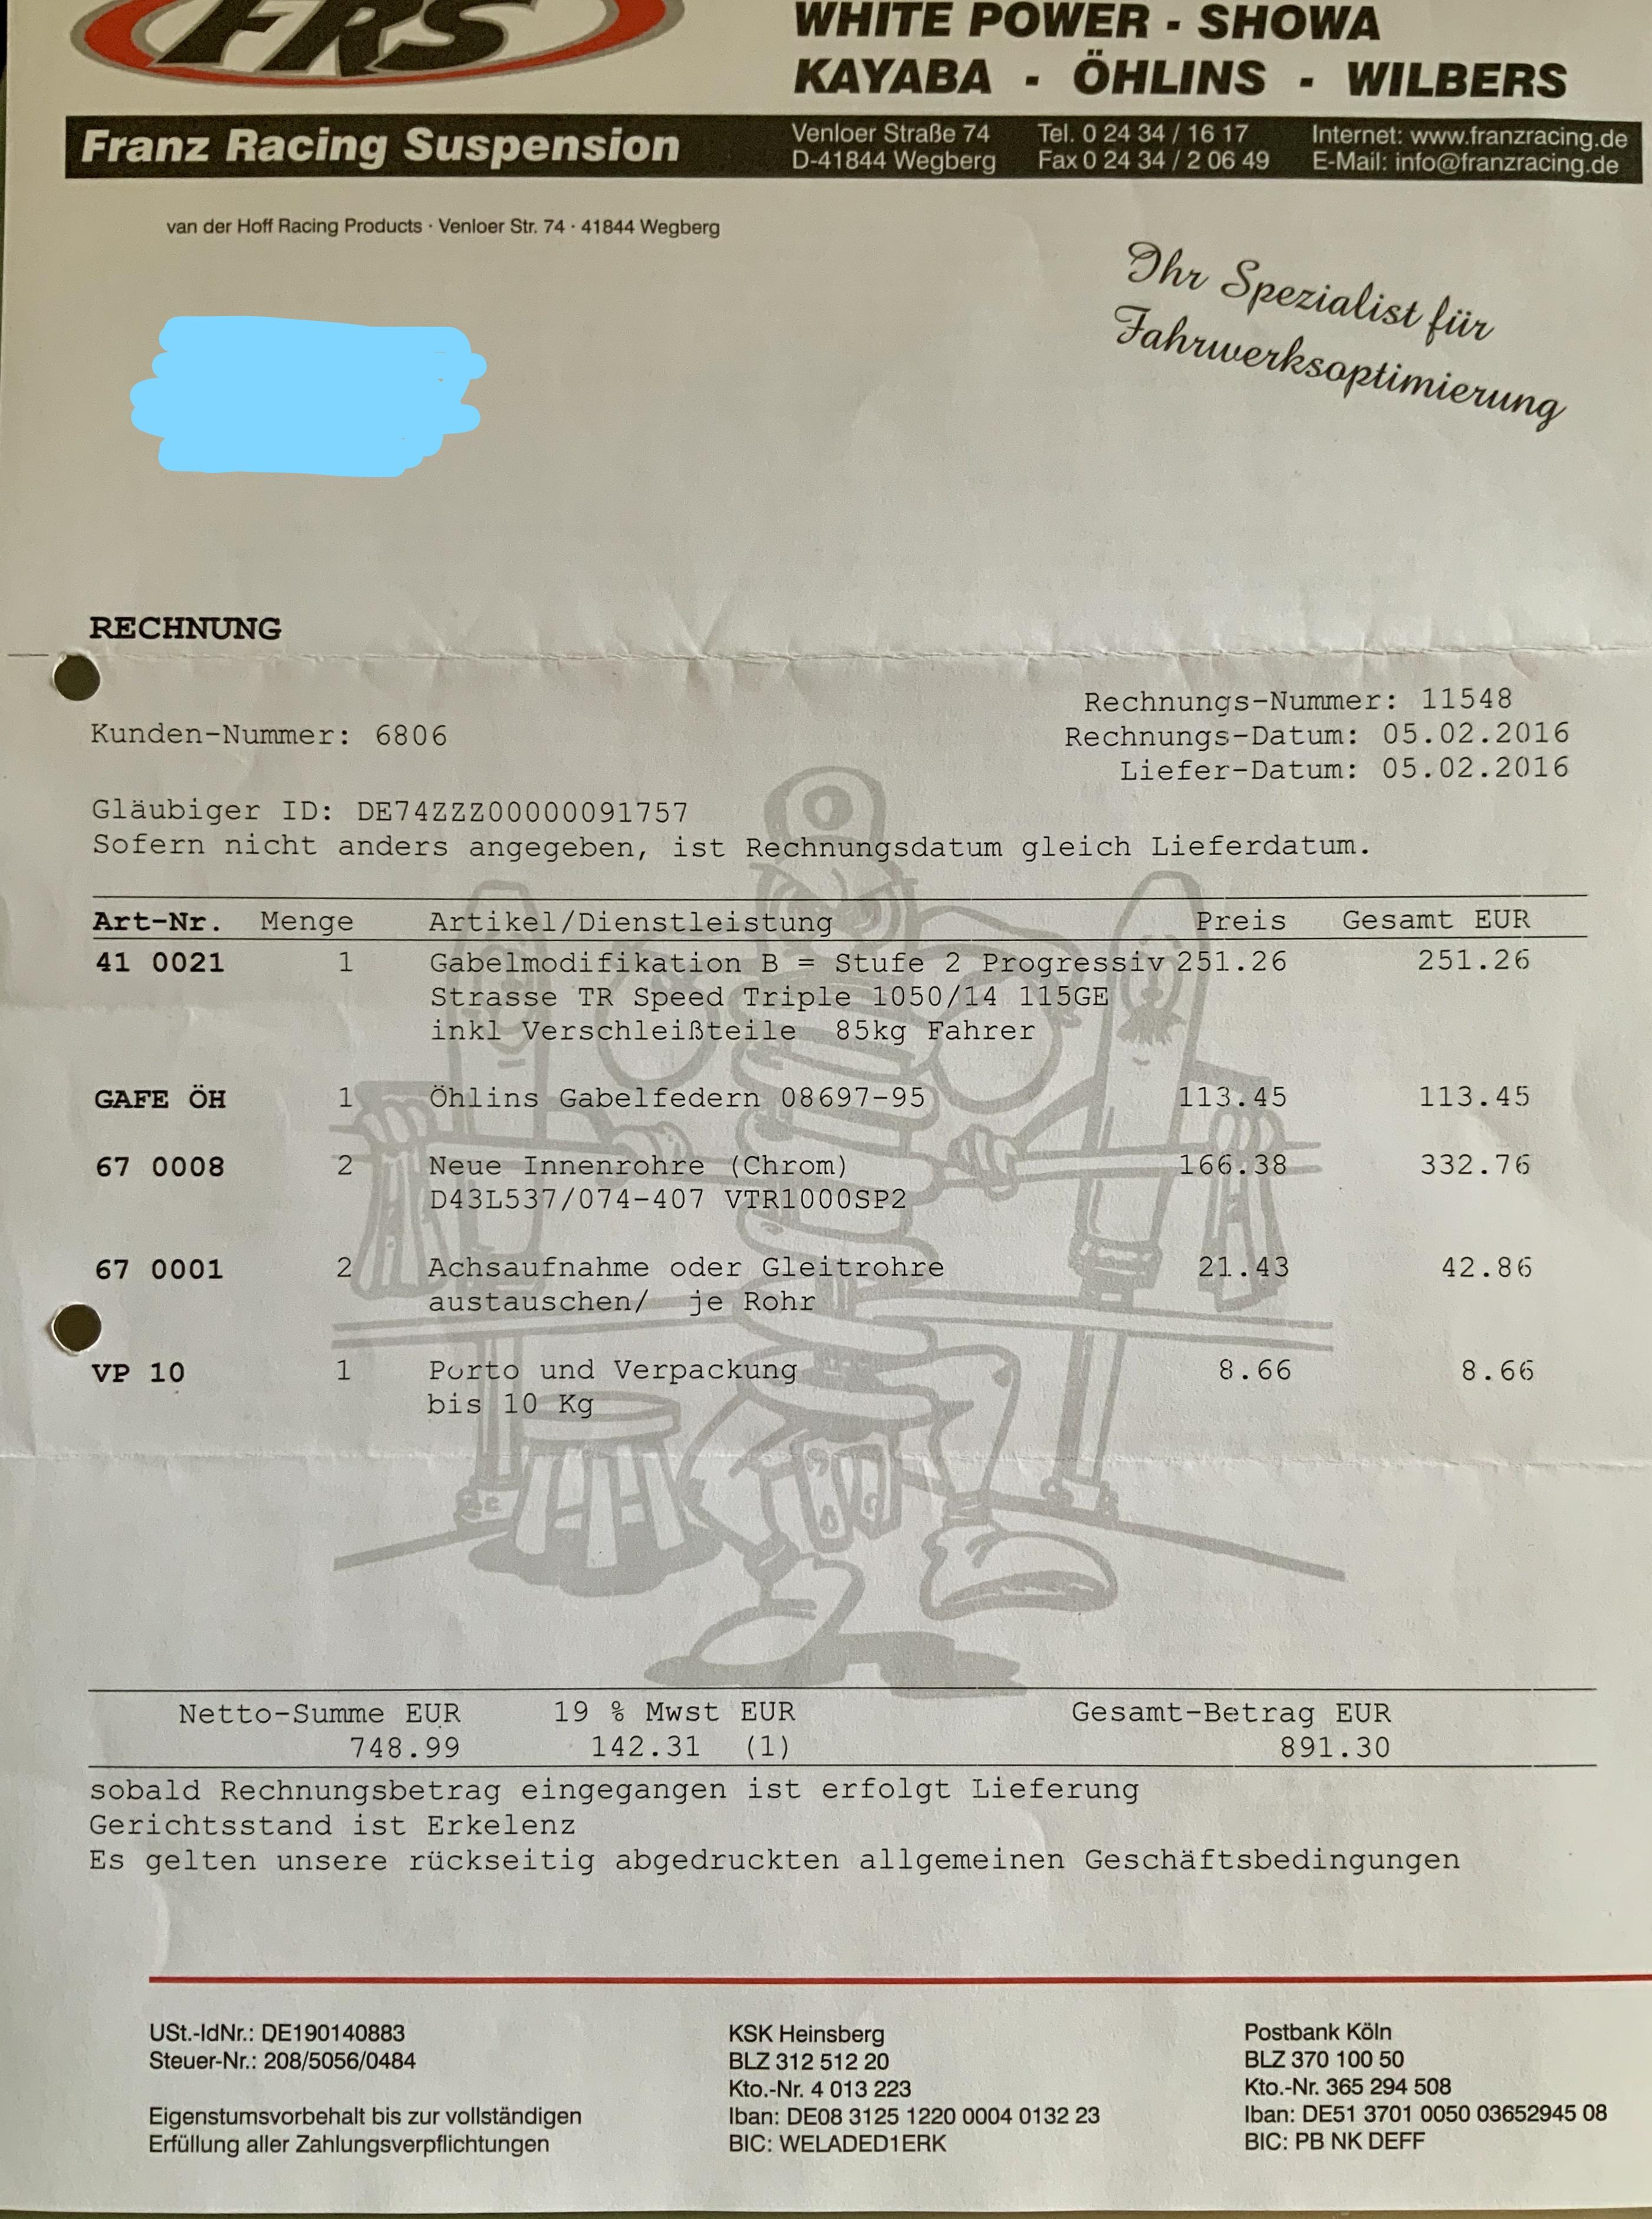 FRS
WHITE POWER - SHOWA
KAYABA - ÖHLINS - WILBERS
Franz Racing Suspension
Venloer Straße 74 Tel. 0 24 34 / 16 17 Internet: www.franzracing.de
D-41844 Wegberg Fax 0 24 34 / 2 06 49 E-Mail: info@franzracing.de
van der Hoff Racing Products · Venloer Str. 74 · 41844 Wegberg
Ihr Spezialist für
Fahrwerksoptimierung
RECHNUNG
Rechnungs-Nummer: 11548
Kunden-Nummer: 6806 Rechnungs-Datum: 05.02.2016
Liefer-Datum: 05.02.2016
Gläubiger ID: DE74ZZZ00000091757
Sofern nicht anders angegeben, ist Rechnungsdatum gleich Lieferdatum.
Art-Nr. Menge Artikel/Dienstleistung Preis Gesamt EUR
41 0021 1 Gabelmodifikation B = Stufe 2 Progressiv 251.26 251.26
Strasse TR Speed Triple 1050/14 115GE
inkl Verschleißteile 85kg Fahrer
GAFE ÖH 1 Öhlins Gabelfedern 08697-95 113.45 113.45
67 0008 2 Neue Innenrohre (Chrom) 166.38 332.76
D43L537/074-407 VTR1000SP2
67 0001 2 Achsaufnahme oder Gleitrohre 21.43 42.86
austauschen/ je Rohr
VP 10 1 Porto und Verpackung 8.66 8.66
bis 10 Kg
Netto-Summe EUR 19 % Mwst EUR Gesamt-Betrag EUR
748.99 142.31 (1) 891.30
sobald Rechnungsbetrag eingegangen ist erfolgt Lieferung
Gerichtsstand ist Erkelenz
Es gelten unsere rückseitig abgedruckten allgemeinen Geschäftsbedingungen
USt.-IdNr.: DE190140883
Steuer-Nr.: 208/5056/0484
Eigenstumsvorbehalt bis zur vollständigen
Erfüllung aller Zahlungsverpflichtungen
KSK Heinsberg
BLZ 312 512 20
Kto.-Nr. 4 013 223
Iban: DE08 3125 1220 0004 0132 23
BIC: WELADED1ERK
Postbank Köln
BLZ 370 100 50
Kto.-Nr. 365 294 508
Iban: DE51 3701 0050 03652945 08
BIC: PB NK DEFF